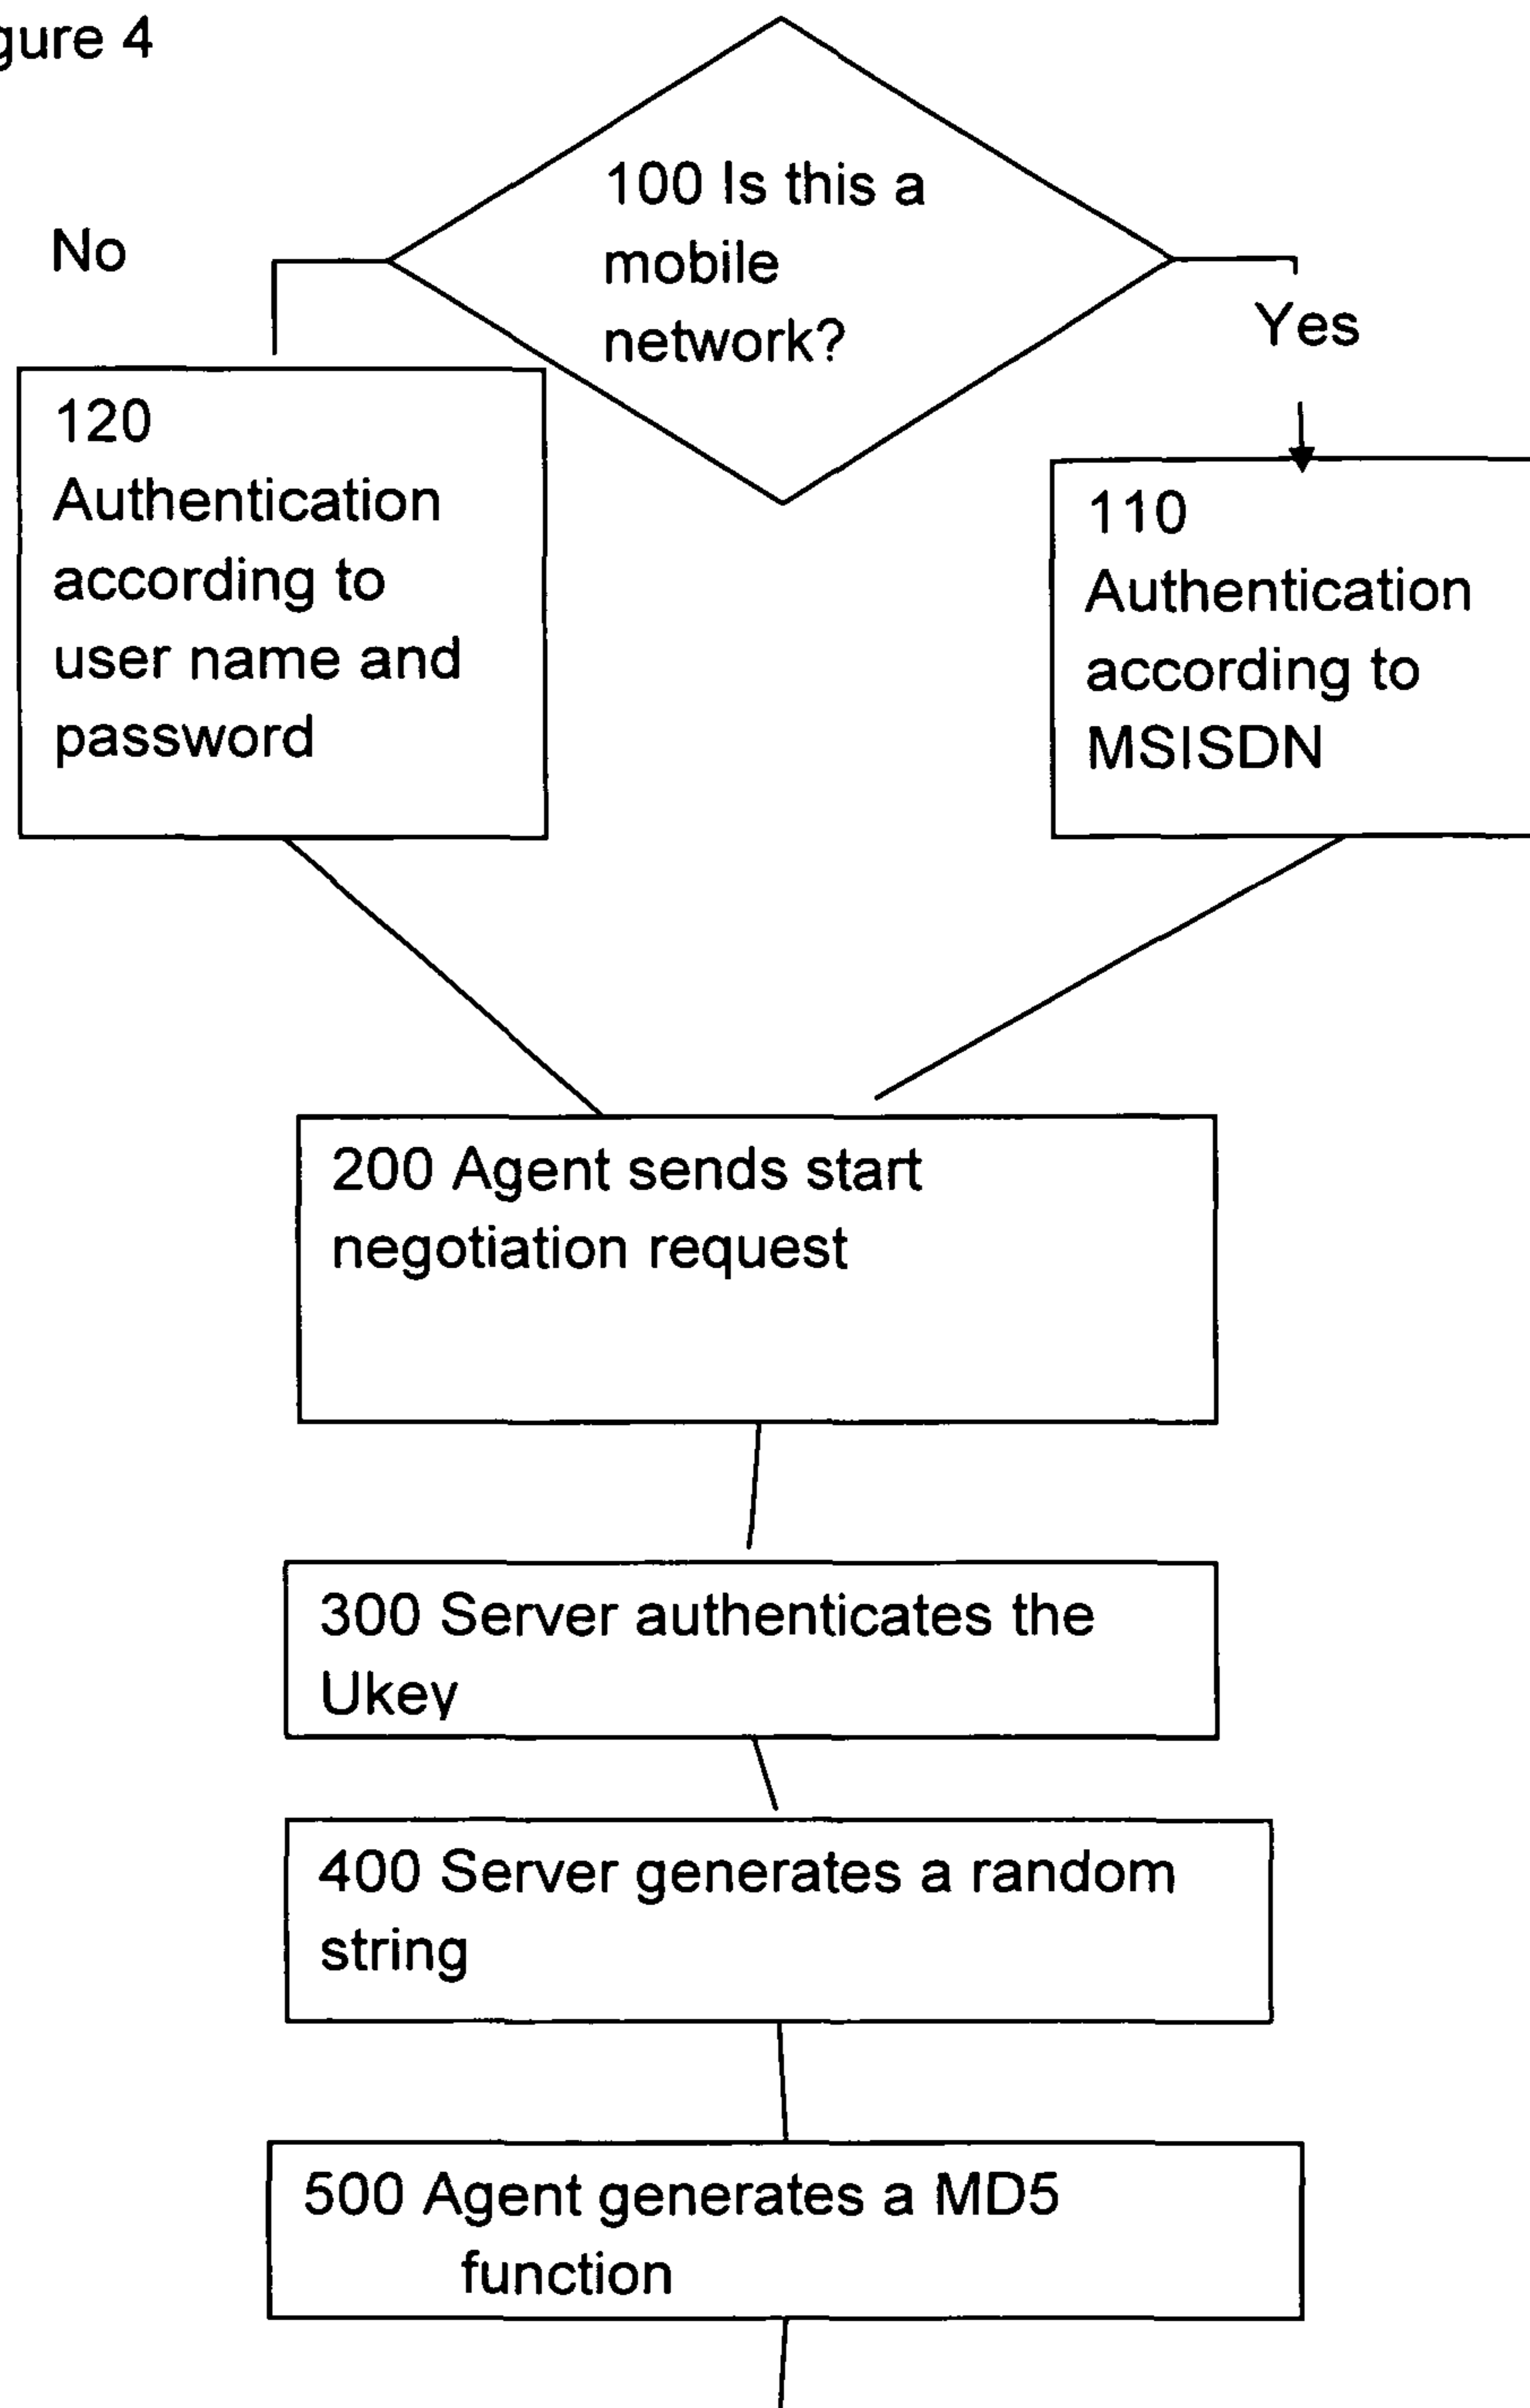 gure 4
100 Is this a
mobile
network?
No
Yes
120
Authentication
according to
user name and
password
110
Authentication
according to
MSISDN
200 Agent sends start
negotiation request
300 Server authenticates the
Ukey
400 Server generates a random
string
500 Agent generates a MD5
function